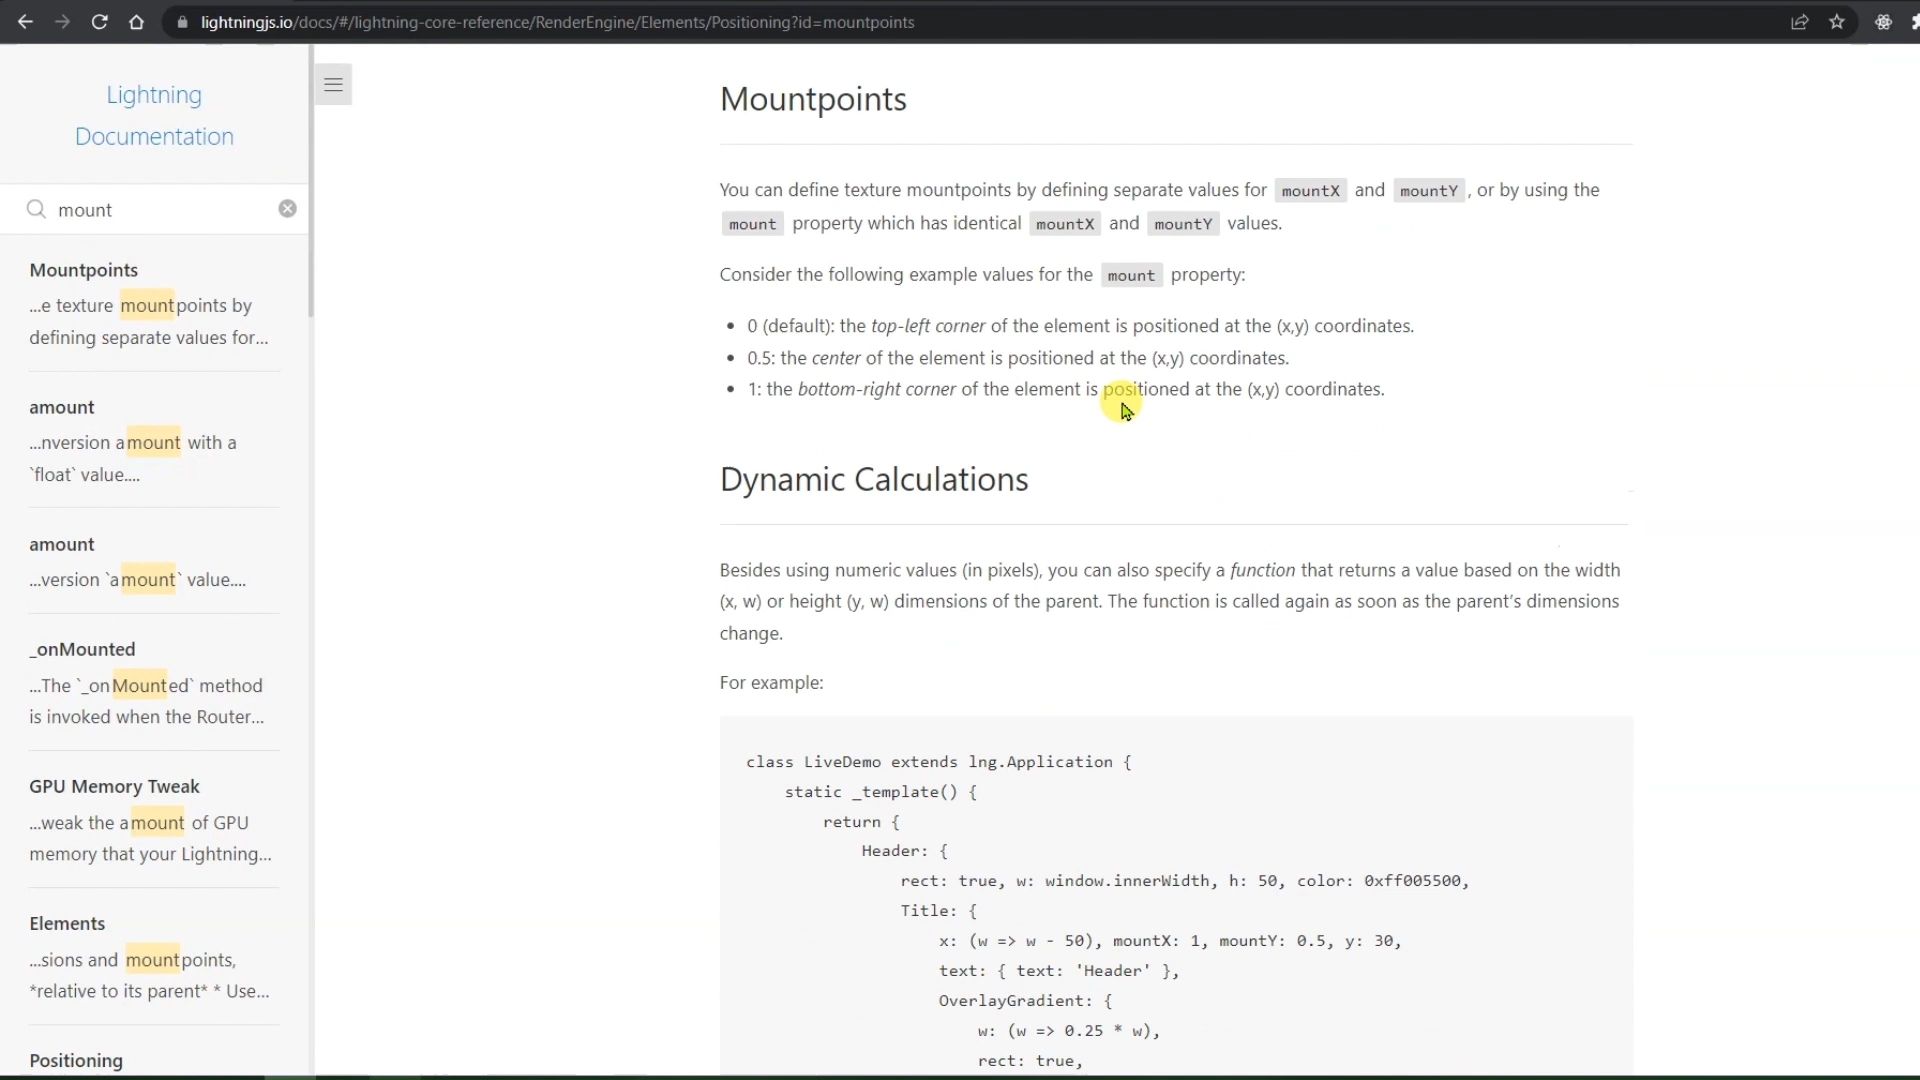 lightningjs.io/docs/#/lightning-core-reference/RenderEngine/Elements/Positioning?id=mountpoints
Lightning
Documentation
mount
Mountpoints
...e texture mountpoints by
defining separate values for...
amount
...nversion amount with a
`float` value....
amount
...version `amount` value....
_onMounted
...The `_onMounted` method
is invoked when the Router...
GPU Memory Tweak
...weak the amount of GPU
memory that your Lightning...
Elements
...sions and mountpoints,
*relative to its parent* * Use...
Positioning
Mountpoints
You can define texture mountpoints by defining separate values for mountX and mountY, or by using the
mount property which has identical mountX and mountY values.
Consider the following example values for the mount property:
• 0 (default): the top-left corner of the element is positioned at the (x,y) coordinates.
• 0.5: the center of the element is positioned at the (x,y) coordinates.
• 1: the bottom-right corner of the element is positioned at the (x,y) coordinates.
Dynamic Calculations
Besides using numeric values (in pixels), you can also specify a function that returns a value based on the width
(x, w) or height (y, w) dimensions of the parent. The function is called again as soon as the parent's dimensions
change.
For example:
class LiveDemo extends lng.Application {
static _template() {
return {
Header: {
rect: true, w: window.innerWidth, h: 50, color: 0xff005500,
Title: {
x: (w => w - 50), mountX: 1, mountY: 0.5, y: 30,
text: { text: 'Header' },
OverlayGradient: {
w: (w => 0.25 * w),
rect: true,